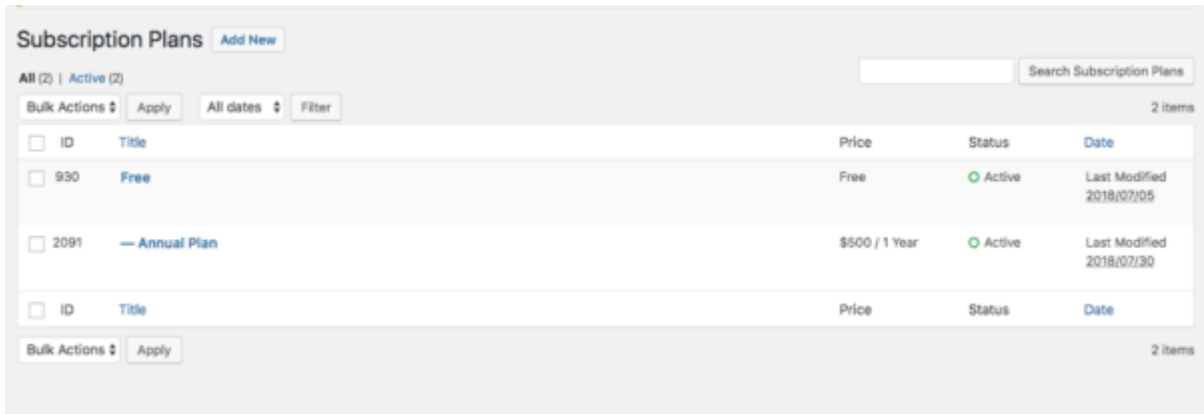 Subscription Plans Add New
All (2) | Active (2)
Search Subscription Plans
Bulk Actions Apply All dates Filter 2 items
ID Title Price Status Date
930 Free Free Active Last Modified
2018/07/05
2091 — Annual Plan $500 / 1 Year Active Last Modified
2018/07/30
ID Title Price Status Date
Bulk Actions Apply 2 items